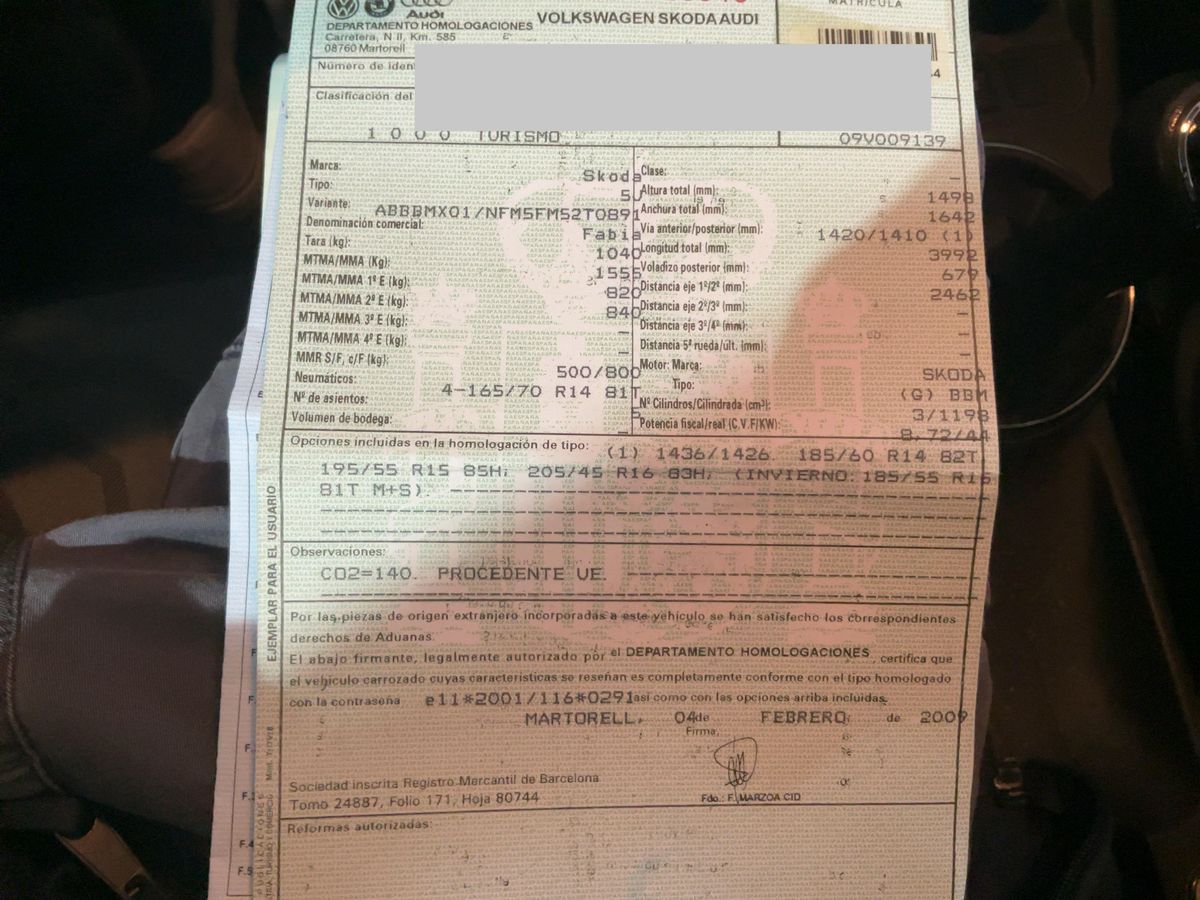 Audi
MATRÍCULA
DEPARTAMENTO HOMOLOGACIONES
VOLKSWAGEN SKODA AUDI
Carretera, N II, Km. 585
08760 Martorell
Número de iden
Clasificación del
1000 TURISMO
09V009139
Marca: Skoda
Tipo: 5J
Variante: ABBBMX01/NFM5FM52T0891
Denominación comercial: Fabia
Tara (kg): 1040
MTMA/MMA (Kg): 1555
MTMA/MMA 1º E (kg): 820
MTMA/MMA 2º E (kg): 840
MTMA/MMA 3º E (kg): —
MTMA/MMA 4º E (kg): —
MMR S/F, c/F (kg): 500/800
Neumáticos: 4-165/70 R14 81T
Nº de asientos: 5
Volumen de bodega: —
Clase: —
Altura total (mm): 1498
Anchura total (mm): 1642
Via anterior/posterior (mm): 1420/1410 (1)
Longitud total (mm): 3992
Voladizo posterior (mm): 679
Distancia eje 1º/2º (mm): 2462
Distancia eje 2º/3º (mm): —
Distancia eje 3º/4º (mm): —
Distancia 5ª rueda/últ. (mm): —
Motor: Marca: SKODA
Tipo: (G) BBM
Nº Cilindros/Cilindrada (cm³): 3/1198
Potencia fiscal/real (C.V.F/KW): 8,72/44
Opciones incluidas en la homologación de tipo: (1) 1436/1426. 185/60 R14 82T
195/55 R15 85H; 205/45 R16 83H; (INVIERNO: 185/55 R15
81T M+S).
Observaciones:
CO2=140. PROCEDENTE UE.
Por las piezas de origen extranjero incorporadas a este vehículo se han satisfecho los correspondientes
derechos de Aduanas.
El abajo firmante, legalmente autorizado por el DEPARTAMENTO HOMOLOGACIONES, certifica que
el vehículo carrozado cuyas características se reseñan es completamente conforme con el tipo homologado
con la contraseña e11*2001/116*0291 así como con las opciones arriba incluidas.
MARTORELL, 04 de FEBRERO de 2009
Firma,
Sociedad inscrita Registro Mercantil de Barcelona
Tomo 24887, Folio 171, Hoja 80744
Fdo.: F. MARZOA CID
Reformas autorizadas:
EJEMPLAR PARA EL USUARIO
F.4
F.5